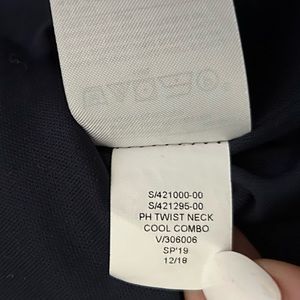 S/421000-00
S/421295-00
PH TWIST NECK
COOL COMBO
V/306006
SP'19
12/18